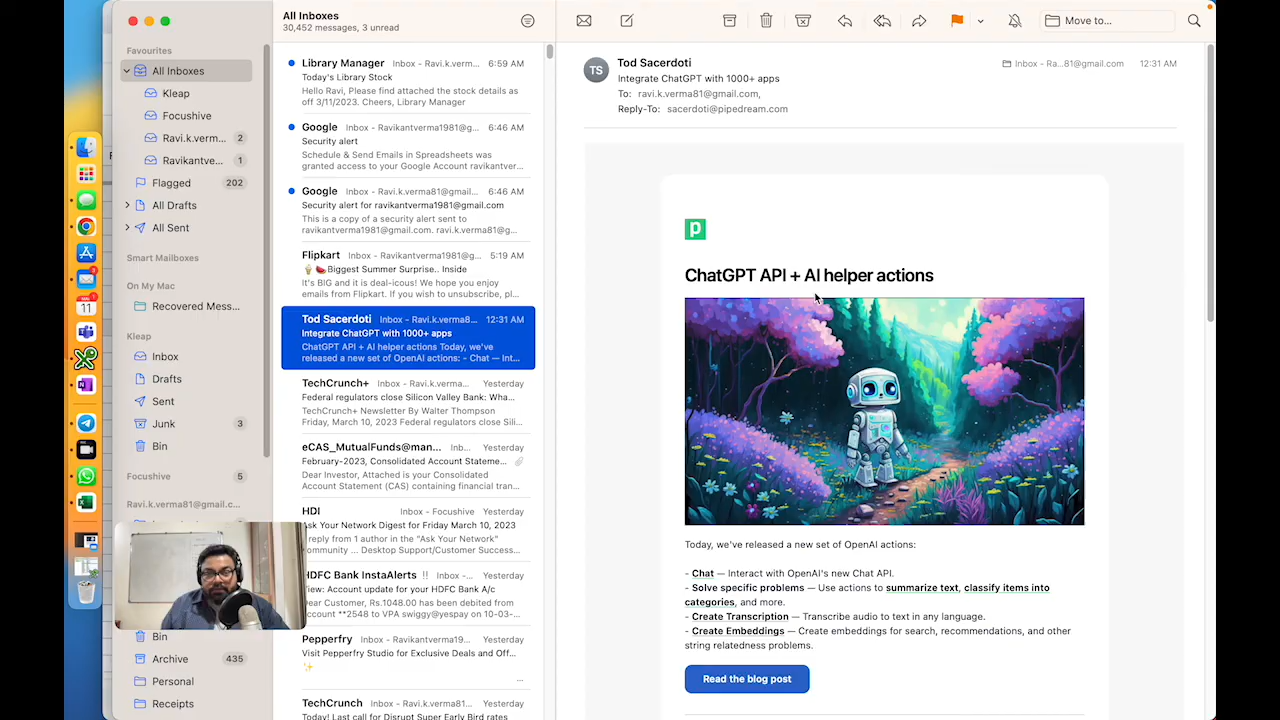 All Inboxes
30,452 messages, 3 unread
Move to...
Favourites
All Inboxes
Kleap
Focushive
Ravi.k.verm... 2
Ravikantve... 1
Flagged 202
All Drafts
All Sent
Smart Mailboxes
On My Mac
Recovered Mess...
Kleap
Inbox
Drafts
Sent
Junk 3
Bin
Focushive 5
Ravi.k.verma81@gmail.c...
Bin
Archive 435
Personal
Receipts
11
Library Manager Inbox - Ravi.k.verm... 6:59 AM
Today's Library Stock
Hello Ravi, Please find attached the stock details as
off 3/11/2023. Cheers, Library Manager
Google Inbox - Ravikantverma1981@g... 6:46 AM
Security alert
Schedule & Send Emails in Spreadsheets was
granted access to your Google Account ravikantver...
Google Inbox - Ravi.k.verma81@gmail... 6:46 AM
Security alert for ravikantverma1981@gmail.com
This is a copy of a security alert sent to
ravikantverma1981@gmail.com. ravi.k.verma81@g...
Flipkart Inbox - Ravikantverma1981@g... 5:19 AM
🍦🍉Biggest Summer Surprise.. Inside
It's BIG and it is deal-icious! We hope you enjoy
emails from Flipkart. If you wish to unsubscribe, pl...
Tod Sacerdoti Inbox - Ravi.k.verma8... 12:31 AM
Integrate ChatGPT with 1000+ apps
ChatGPT API + AI helper actions Today, we've
released a new set of OpenAI actions: - Chat — Int...
TechCrunch+ Inbox - Ravi.k.verma... Yesterday
Federal regulators close Silicon Valley Bank: Wha...
TechCrunch+ Newsletter By Walter Thompson
Friday, March 10, 2023 Federal regulators close Sili...
eCAS_MutualFunds@man... Inb... Yesterday
February-2023, Consolidated Account Stateme...
Dear Investor, Attached is your Consolidated
Account Statement (CAS) containing financial tran...
HDI Inbox - Focushive Yesterday
Ask Your Network Digest for Friday March 10, 2023
reply from 1 author in the "Ask Your Network"
ommunity ... Desktop Support/Customer Success...
HDFC Bank InstaAlerts !! Inbox -... Yesterday
View: Account update for your HDFC Bank A/c
Dear Customer, Rs.1048.00 has been debited from
account **2548 to VPA swiggy@yespay on 10-03-...
Pepperfry Inbox - Ravikantverma19... Yesterday
Visit Pepperfry Studio for Exclusive Deals and Off...
✨
...
TechCrunch Inbox - Ravi.k.verma81... Yesterday
Today! Last call for Disrupt Super Early Bird rates
TS
Tod Sacerdoti
Integrate ChatGPT with 1000+ apps
To: ravi.k.verma81@gmail.com,
Reply-To: sacerdoti@pipedream.com
Inbox - Ra...81@gmail.com 12:31 AM
p
ChatGPT API + AI helper actions
Today, we've released a new set of OpenAI actions:
- Chat — Interact with OpenAI's new Chat API.
- Solve specific problems — Use actions to summarize text, classify items into
categories, and more.
- Create Transcription — Transcribe audio to text in any language.
- Create Embeddings — Create embeddings for search, recommendations, and other
string relatedness problems.
Read the blog post